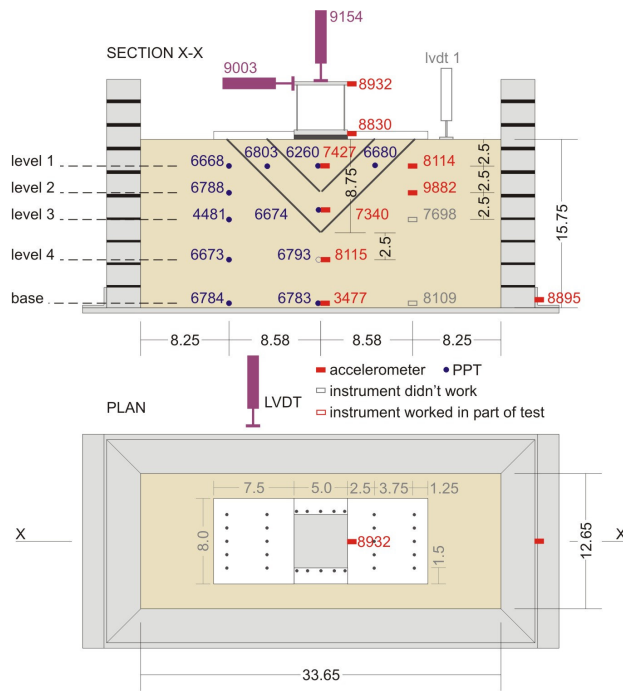 9154
SECTION X-X
9003
lvdt 1
8932
8830
level 1
6668
6803
6260
7427
6680
8114
2.5
level 2
6788
8.75
9882
2.5
level 3
4481
6674
7340
7698
2.5
15.75
level 4
6673
6793
8115
2.5
base
6784
6783
3477
8109
8895
8.25
8.58
8.58
8.25
accelerometer
PPT
instrument didn't work
instrument worked in part of test
LVDT
PLAN
7.5
5.0
2.5
3.75
1.25
X
8.0
8932
1.5
12.65
X
33.65